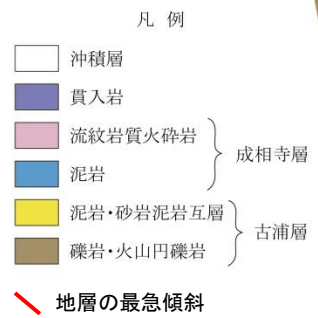 凡 例
沖積層
貫入岩
流紋岩質火砕岩
成相寺層
泥岩
泥岩・砂岩泥岩互層
古浦層
礫岩・火山円礫岩
地層の最急傾斜